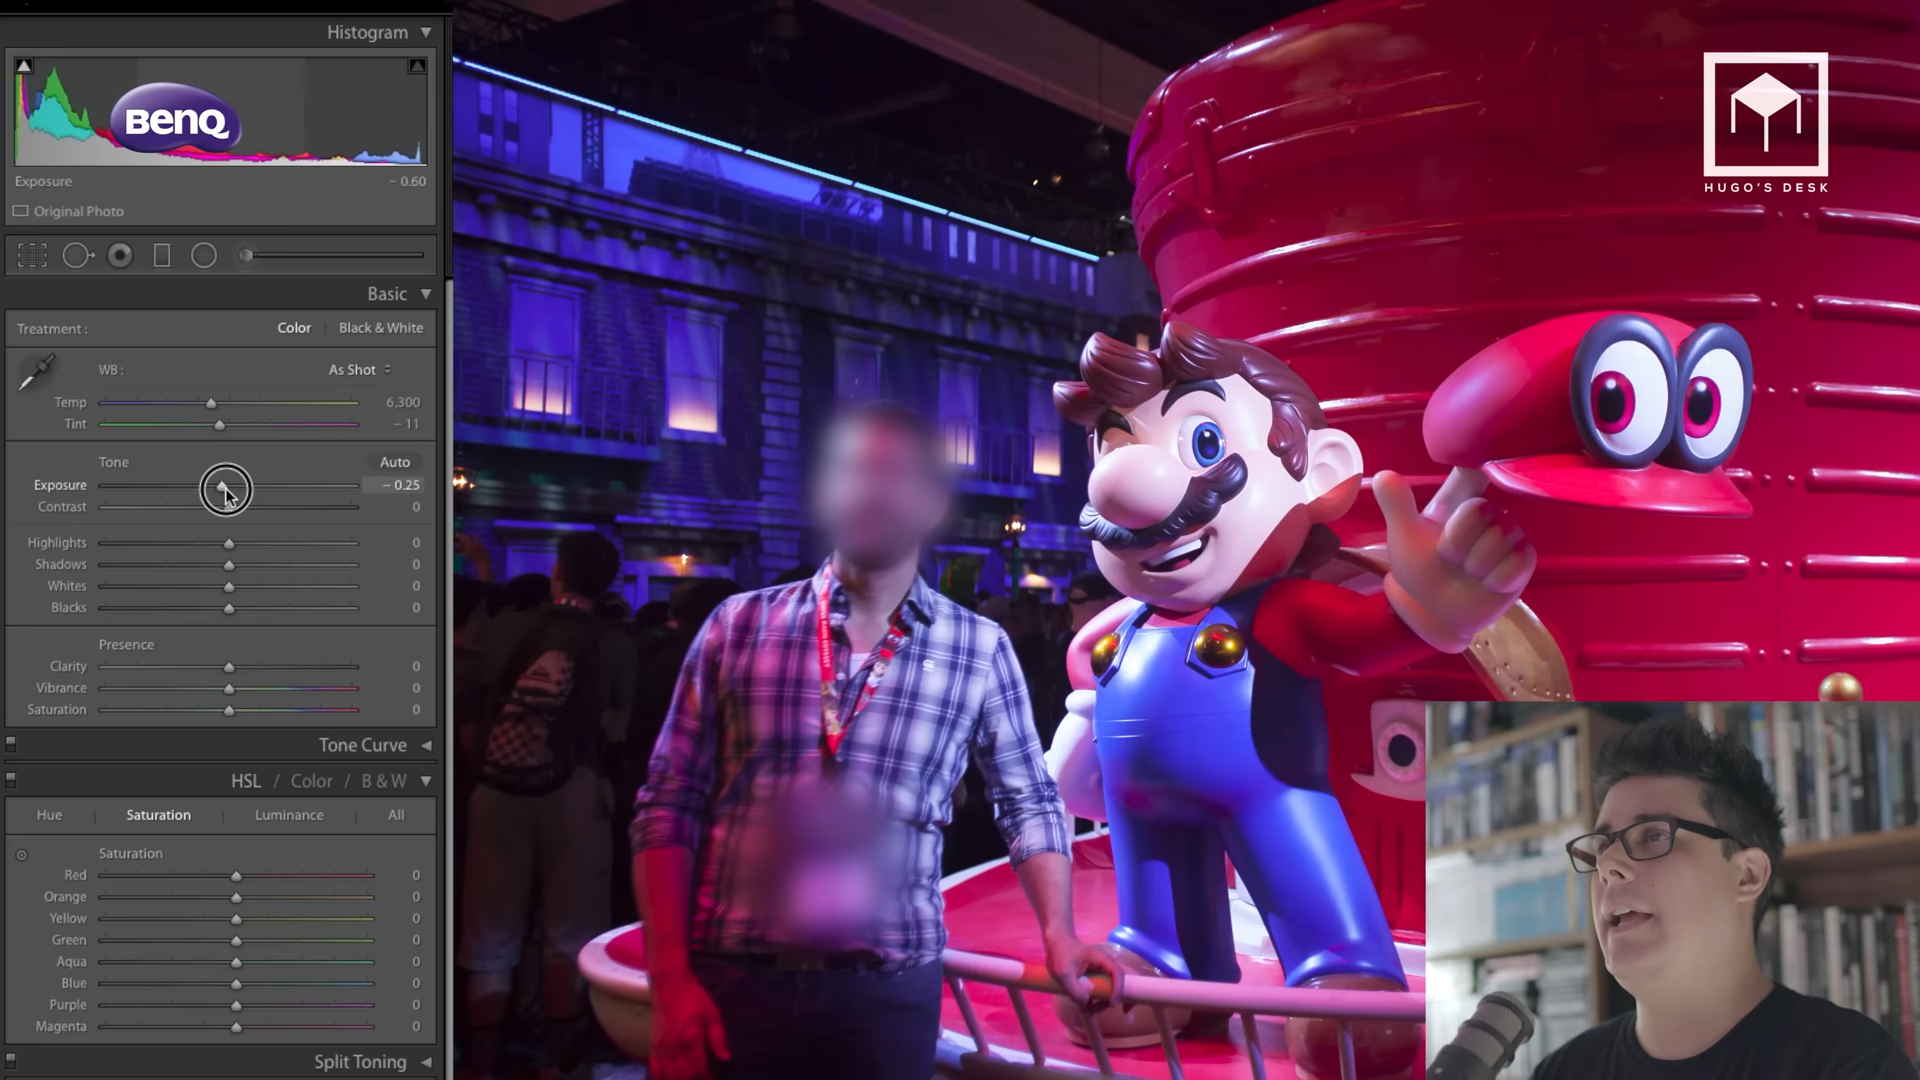 Histogram
BenQ
Exposure - 0.60
Original Photo
HUGO'S DESK
Basic
Treatment : Color Black & White
WB : As Shot
Temp 6,300
Tint - 11
Tone Auto
Exposure - 0.25
Contrast 0
Highlights 0
Shadows 0
Whites 0
Blacks 0
Presence
Clarity 0
Vibrance 0
Saturation 0
Tone Curve
HSL / Color / B & W
Hue Saturation Luminance All
Saturation
Red 0
Orange 0
Yellow 0
Green 0
Aqua 0
Blue 0
Purple 0
Magenta 0
Split Toning